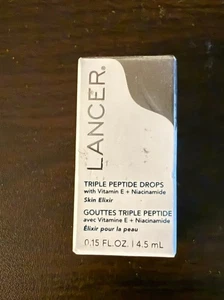 LANCER®
TRIPLE PEPTIDE DROPS
with Vitamin E + Niacinamide
Skin Elixir
GOUTTES TRIPLE PEPTIDE
avec Vitamine E + Niacinamide
Élixir pour la peau
0.15 FL.OZ. | 4.5 mL